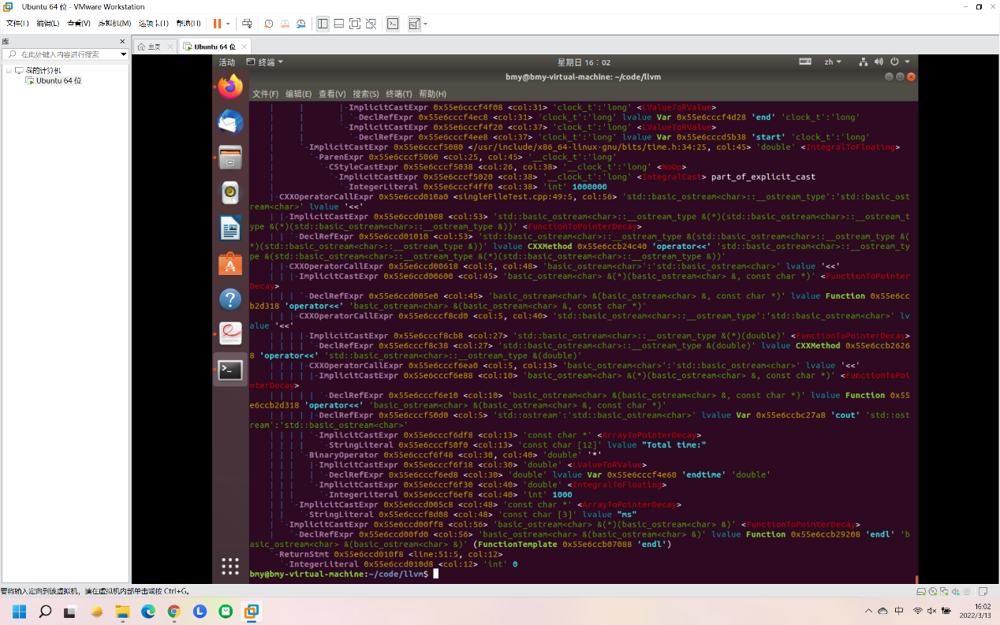 Ubuntu 64 位 - VMware Workstation
文件(F) 编辑(E) 查看(V) 虚拟机(M) 选项卡(T) 帮助(H)
库
在此处键入内容进行搜索
我的计算机
Ubuntu 64 位
主页 Ubuntu 64 位
活动 终端 星期日 16：02 zh
bmy@bmy-virtual-machine: ~/code/llvm
文件(F) 编辑(E) 查看(V) 搜索(S) 终端(T) 帮助(H)
| | |-ImplicitCastExpr 0x55e6cccf4f08 <col:31> 'clock_t':'long' <LValueToRValue>
| | | `-DeclRefExpr 0x55e6cccf4ec8 <col:31> 'clock_t':'long' lvalue Var 0x55e6cccf4d28 'end' 'clock_t':'long'
| | `-ImplicitCastExpr 0x55e6cccf4f20 <col:37> 'clock_t':'long' <LValueToRValue>
| | `-DeclRefExpr 0x55e6cccf4ee8 <col:37> 'clock_t':'long' lvalue Var 0x55e6cccd5b38 'start' 'clock_t':'long'
| `-ImplicitCastExpr 0x55e6cccf5080 </usr/include/x86_64-linux-gnu/bits/time.h:34:25, col:45> 'double' <IntegralToFloating>
| `-ParenExpr 0x55e6cccf5060 <col:25, col:45> '__clock_t':'long'
| `-CStyleCastExpr 0x55e6cccf5038 <col:26, col:38> '__clock_t':'long' <NoOp>
| `-ImplicitCastExpr 0x55e6cccf5020 <col:38> '__clock_t':'long' <IntegralCast> part_of_explicit_cast
| `-IntegerLiteral 0x55e6cccf4ff0 <col:38> 'int' 1000000
|-CXXOperatorCallExpr 0x55e6ccd010a0 <singleFileTest.cpp:49:5, col:56> 'std::basic_ostream<char>::__ostream_type':'std::basic_ost
ream<char>' lvalue '<<'
| |-ImplicitCastExpr 0x55e6ccd01088 <col:53> 'std::basic_ostream<char>::__ostream_type &(*)(std::basic_ostream<char>::__ostream_t
ype &(*)(std::basic_ostream<char>::__ostream_type &))' <FunctionToPointerDecay>
| | `-DeclRefExpr 0x55e6ccd01010 <col:53> 'std::basic_ostream<char>::__ostream_type &(std::basic_ostream<char>::__ostream_type &(
*)(std::basic_ostream<char>::__ostream_type &))' lvalue CXXMethod 0x55e6ccb24c40 'operator<<' 'std::basic_ostream<char>::__ostream_ty
pe &(std::basic_ostream<char>::__ostream_type &(*)(std::basic_ostream<char>::__ostream_type &))'
| |-CXXOperatorCallExpr 0x55e6ccd00618 <col:5, col:48> 'basic_ostream<char>':'std::basic_ostream<char>' lvalue '<<'
| | |-ImplicitCastExpr 0x55e6ccd00600 <col:45> 'basic_ostream<char> &(*)(basic_ostream<char> &, const char *)' <FunctionToPointer
Decay>
| | | `-DeclRefExpr 0x55e6ccd005e0 <col:45> 'basic_ostream<char> &(basic_ostream<char> &, const char *)' lvalue Function 0x55e6cc
b2d318 'operator<<' 'basic_ostream<char> &(basic_ostream<char> &, const char *)'
| | |-CXXOperatorCallExpr 0x55e6cccf8cd0 <col:5, col:40> 'std::basic_ostream<char>::__ostream_type':'std::basic_ostream<char>' lv
alue '<<'
| | | |-ImplicitCastExpr 0x55e6cccf8cb8 <col:27> 'std::basic_ostream<char>::__ostream_type &(*)(double)' <FunctionToPointerDecay>
| | | | `-DeclRefExpr 0x55e6cccf8c38 <col:27> 'std::basic_ostream<char>::__ostream_type &(double)' lvalue CXXMethod 0x55e6ccb2626
8 'operator<<' 'std::basic_ostream<char>::__ostream_type &(double)'
| | | |-CXXOperatorCallExpr 0x55e6cccf6ea0 <col:5, col:13> 'basic_ostream<char>':'std::basic_ostream<char>' lvalue '<<'
| | | | |-ImplicitCastExpr 0x55e6cccf6e88 <col:10> 'basic_ostream<char> &(*)(basic_ostream<char> &, const char *)' <FunctionToPoi
nterDecay>
| | | | | `-DeclRefExpr 0x55e6cccf6e10 <col:10> 'basic_ostream<char> &(basic_ostream<char> &, const char *)' lvalue Function 0x55
e6ccb2d318 'operator<<' 'basic_ostream<char> &(basic_ostream<char> &, const char *)'
| | | | |-DeclRefExpr 0x55e6cccf50d0 <col:5> 'std::ostream':'std::basic_ostream<char>' lvalue Var 0x55e6ccbc27a8 'cout' 'std::ost
ream':'std::basic_ostream<char>'
| | | | `-ImplicitCastExpr 0x55e6cccf6df8 <col:13> 'const char *' <ArrayToPointerDecay>
| | | | `-StringLiteral 0x55e6cccf50f0 <col:13> 'const char [12]' lvalue "Total time:"
| | | `-BinaryOperator 0x55e6cccf6f48 <col:30, col:40> 'double' '*'
| | | |-ImplicitCastExpr 0x55e6cccf6f18 <col:30> 'double' <LValueToRValue>
| | | | `-DeclRefExpr 0x55e6cccf6ed8 <col:30> 'double' lvalue Var 0x55e6cccf4e60 'endtime' 'double'
| | | `-ImplicitCastExpr 0x55e6cccf6f30 <col:40> 'double' <IntegralToFloating>
| | | `-IntegerLiteral 0x55e6cccf6ef8 <col:40> 'int' 1000
| | `-ImplicitCastExpr 0x55e6ccd005c8 <col:48> 'const char *' <ArrayToPointerDecay>
| | `-StringLiteral 0x55e6cccf8d08 <col:48> 'const char [3]' lvalue "ms"
| `-ImplicitCastExpr 0x55e6ccd00ff8 <col:56> 'basic_ostream<char> &(*)(basic_ostream<char> &)' <FunctionToPointerDecay>
| `-DeclRefExpr 0x55e6ccd00fd0 <col:56> 'basic_ostream<char> &(basic_ostream<char> &)' lvalue Function 0x55e6ccb29208 'endl' 'b
asic_ostream<char> &(basic_ostream<char> &)' (FunctionTemplate 0x55e6ccb07088 'endl')
`-ReturnStmt 0x55e6ccd010f8 <line:51:5, col:12>
`-IntegerLiteral 0x55e6ccd010d8 <col:12> 'int' 0
bmy@bmy-virtual-machine:~/code/llvm$
要将输入定向到该虚拟机，请在虚拟机内部单击或按 Ctrl+G。
中
16:02
2022/3/13